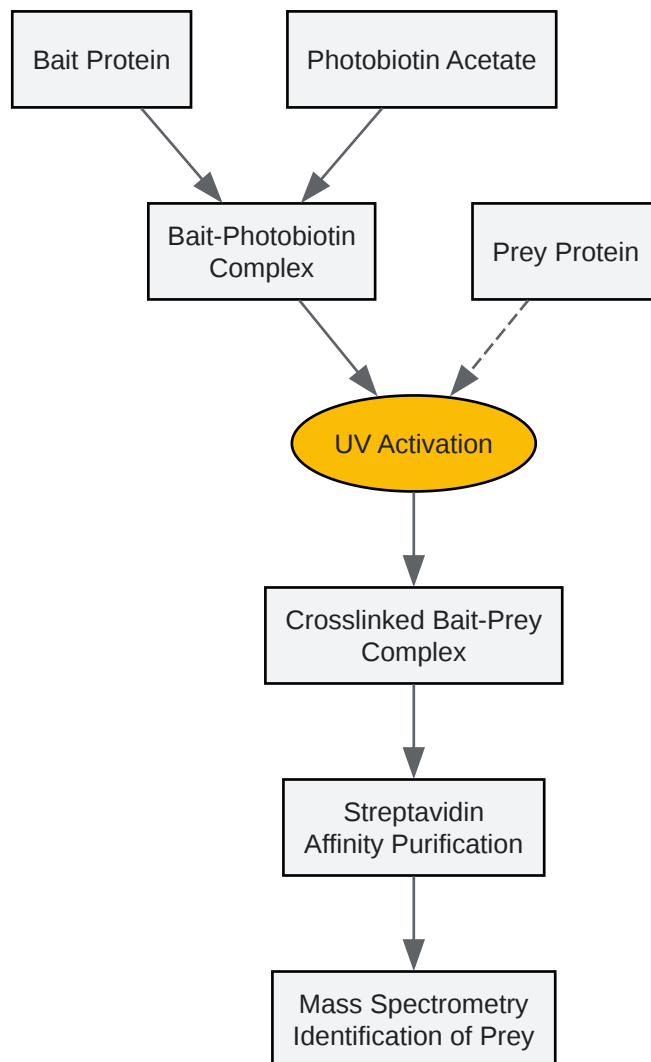 Bait Protein
Photobiotin Acetate
Bait-Photobiotin
Complex
Prey Protein
UV Activation
Crosslinked Bait-Prey
Complex
Streptavidin
Affinity Purification
Mass Spectrometry
Identification of Prey